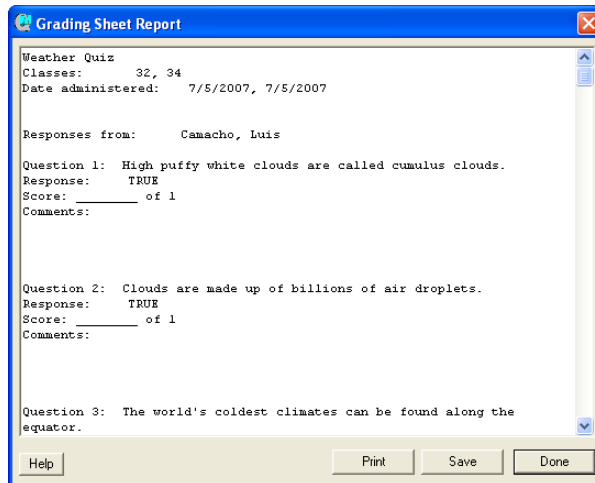 Grading Sheet Report
Weather Quiz
Classes: 32, 34
Date administered: 7/5/2007, 7/5/2007
Responses from: Camacho, Luis
Question 1: High puffy white clouds are called cumulus clouds.
Response: TRUE
Score: ________ of 1
Comments:
Question 2: Clouds are made up of billions of air droplets.
Response: TRUE
Score: ________ of 1
Comments:
Question 3: The world's coldest climates can be found along the
equator.
Help Print Save Done